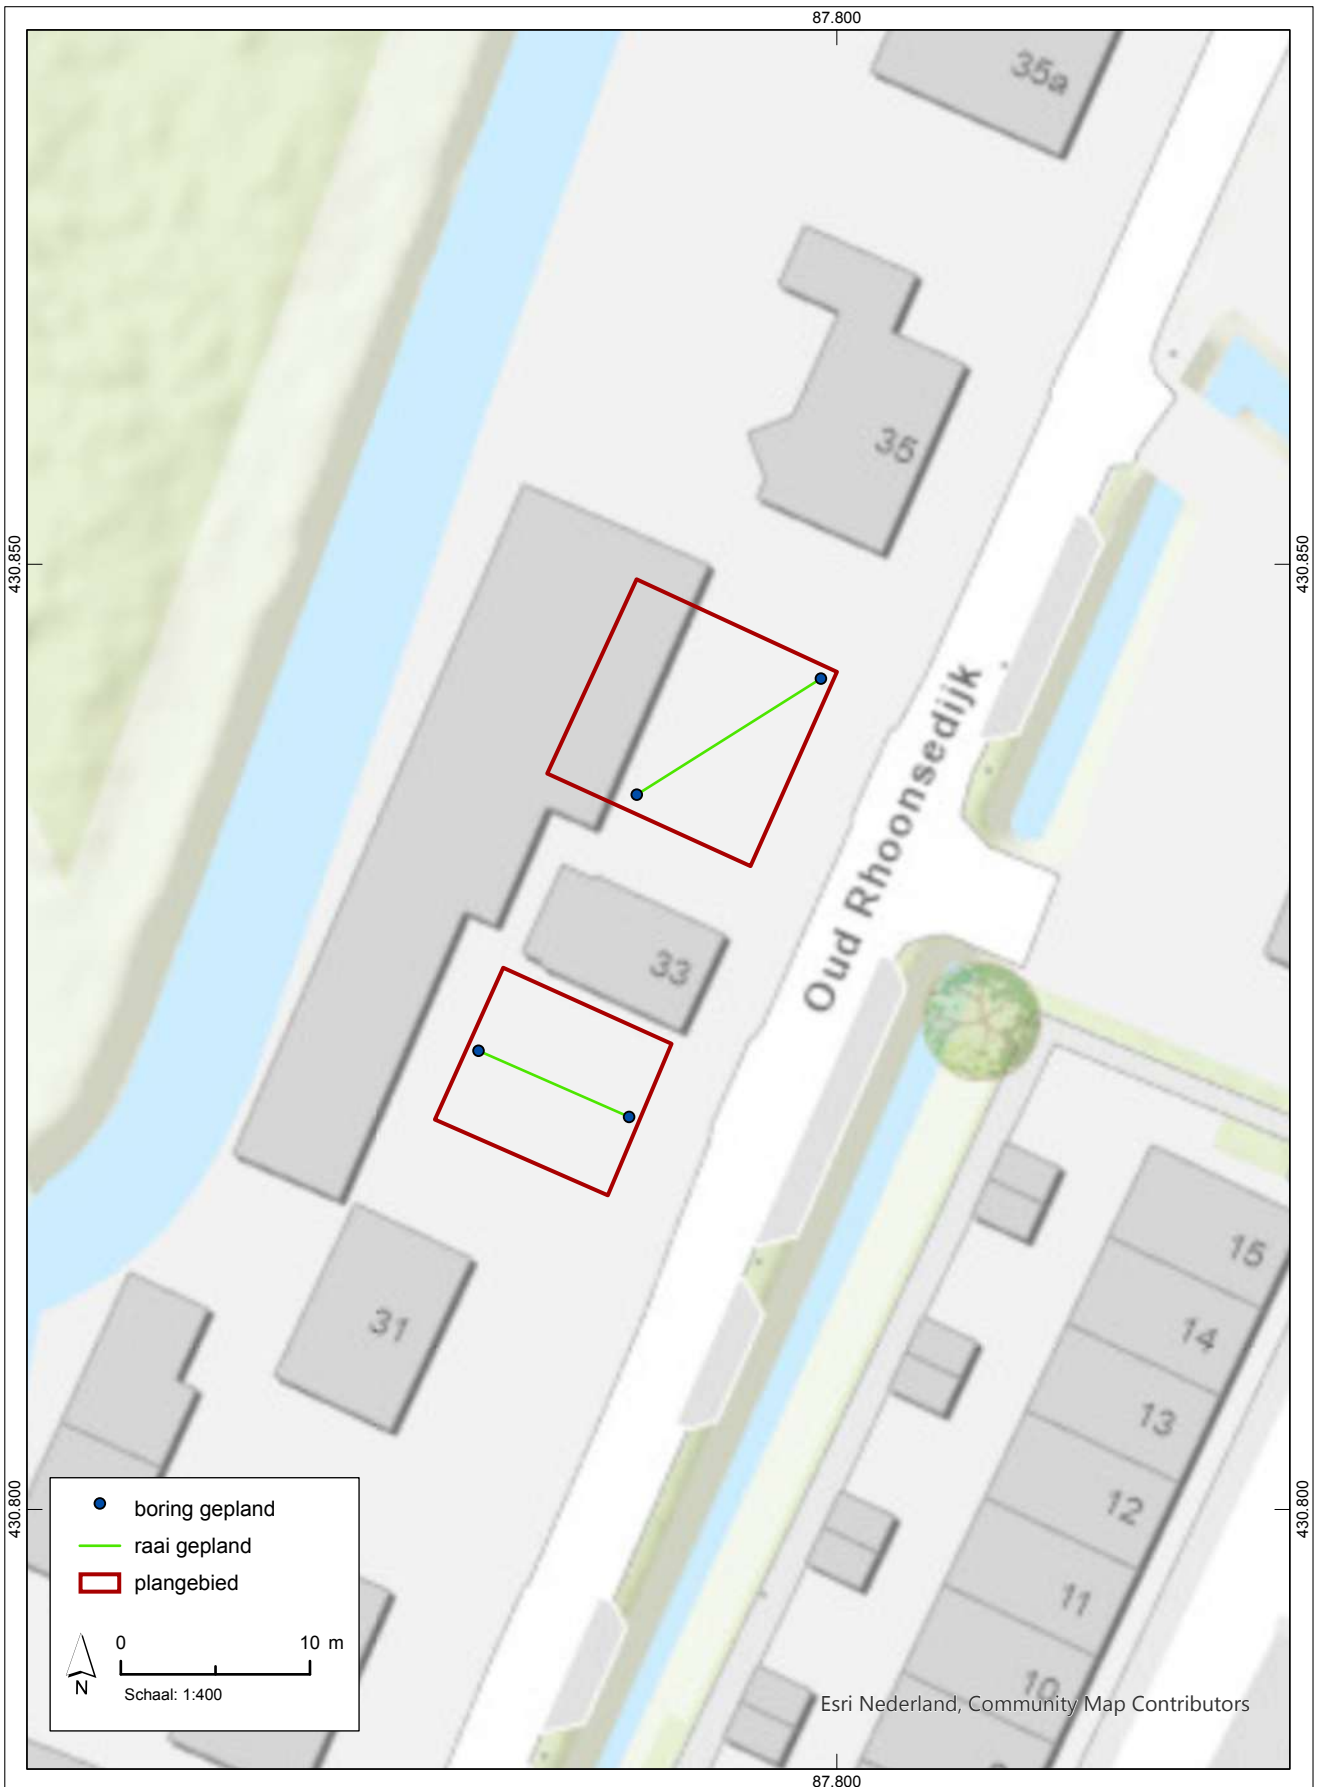 87.800
35a
35
430.850
430.850
Oud Rhoonsedijk
33
15
31
14
13
12
11
10
430.800
430.800
boring gepland
raai gepland
plangebied
0 10 m
N
Schaal: 1:400
Esri Nederland, Community Map Contributors
87.800